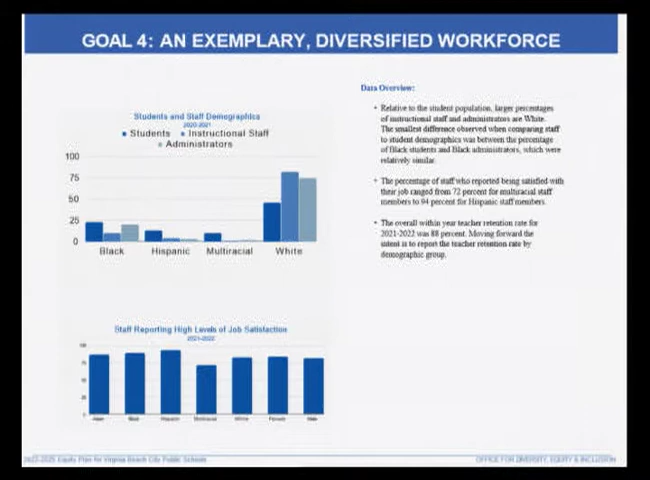 GOAL 4: AN EXEMPLARY, DIVERSIFIED WORKFORCE
Students and Staff Demographics
2020-2021
Students Instructional Staff
Administrators
100
75
50
25
0
Black Hispanic Multiracial White
Staff Reporting High Levels of Job Satisfaction
2021-2022
Data Overview:
• Relative to the student population, larger percentages
of instructional staff and administrators are White.
The smallest difference observed when comparing staff
to student demographics was between the percentage
of Black students and Black administrators, which were
relatively similar.
• The percentage of staff who reported being satisfied with
their job ranged from 72 percent for multiracial staff
members to 94 percent for Hispanic staff members.
• The overall within year teacher retention rate for
2021-2022 was 88 percent. Moving forward the
intent is to report the teacher retention rate by
demographic group.
Equity Plan for Virginia Beach City Public Schools
OFFICE FOR DIVERSITY, EQUITY & INCLUSION